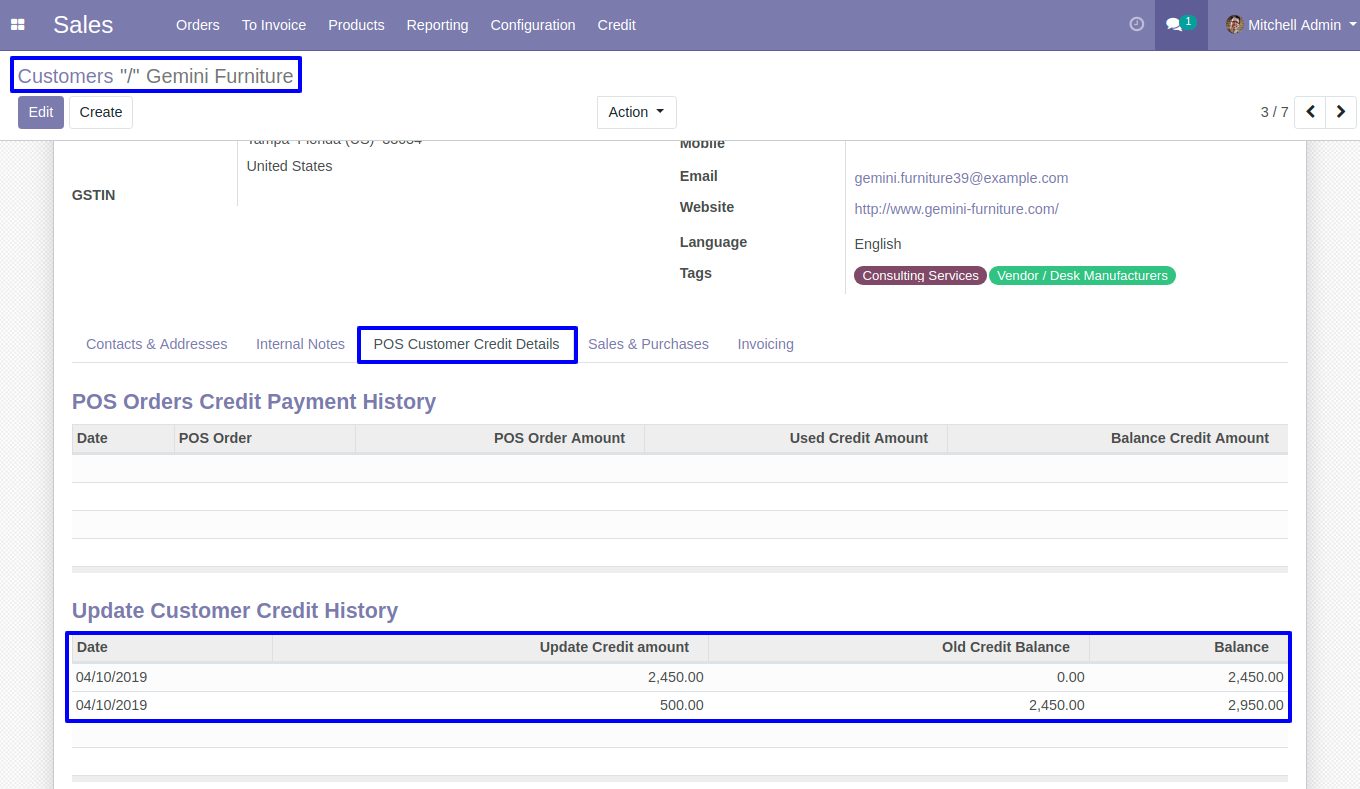 Sales Orders To Invoice Products Reporting Configuration Credit 1 Mitchell Admin
Customers "/" Gemini Furniture
Edit Create Action 3 / 7
United States
Mobile
GSTIN
Email gemini.furniture39@example.com
Website http://www.gemini-furniture.com/
Language English
Tags Consulting Services Vendor / Desk Manufacturers
Contacts & Addresses Internal Notes POS Customer Credit Details Sales & Purchases Invoicing
POS Orders Credit Payment History
Date POS Order POS Order Amount Used Credit Amount Balance Credit Amount
Update Customer Credit History
Date Update Credit amount Old Credit Balance Balance
04/10/2019 2,450.00 0.00 2,450.00
04/10/2019 500.00 2,450.00 2,950.00